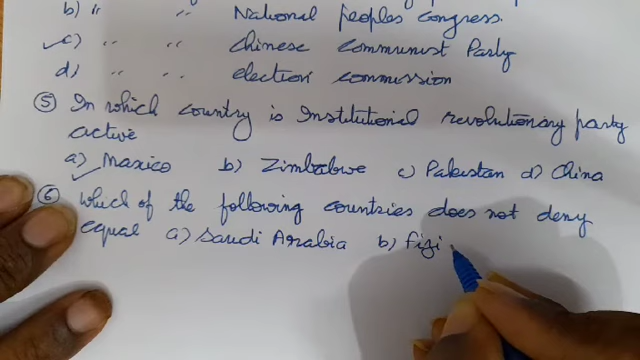 b) " " National peoples Congress.
✓c) " " Chinese Communist Party
d) " " election commission
5 In which country is Institutional revolutionary party
active
a) Maxico b) Zimbabwe c) Pakistan d) China
6 which of the following countries does not deny
equal a) Saudi Arabia b) Fiji